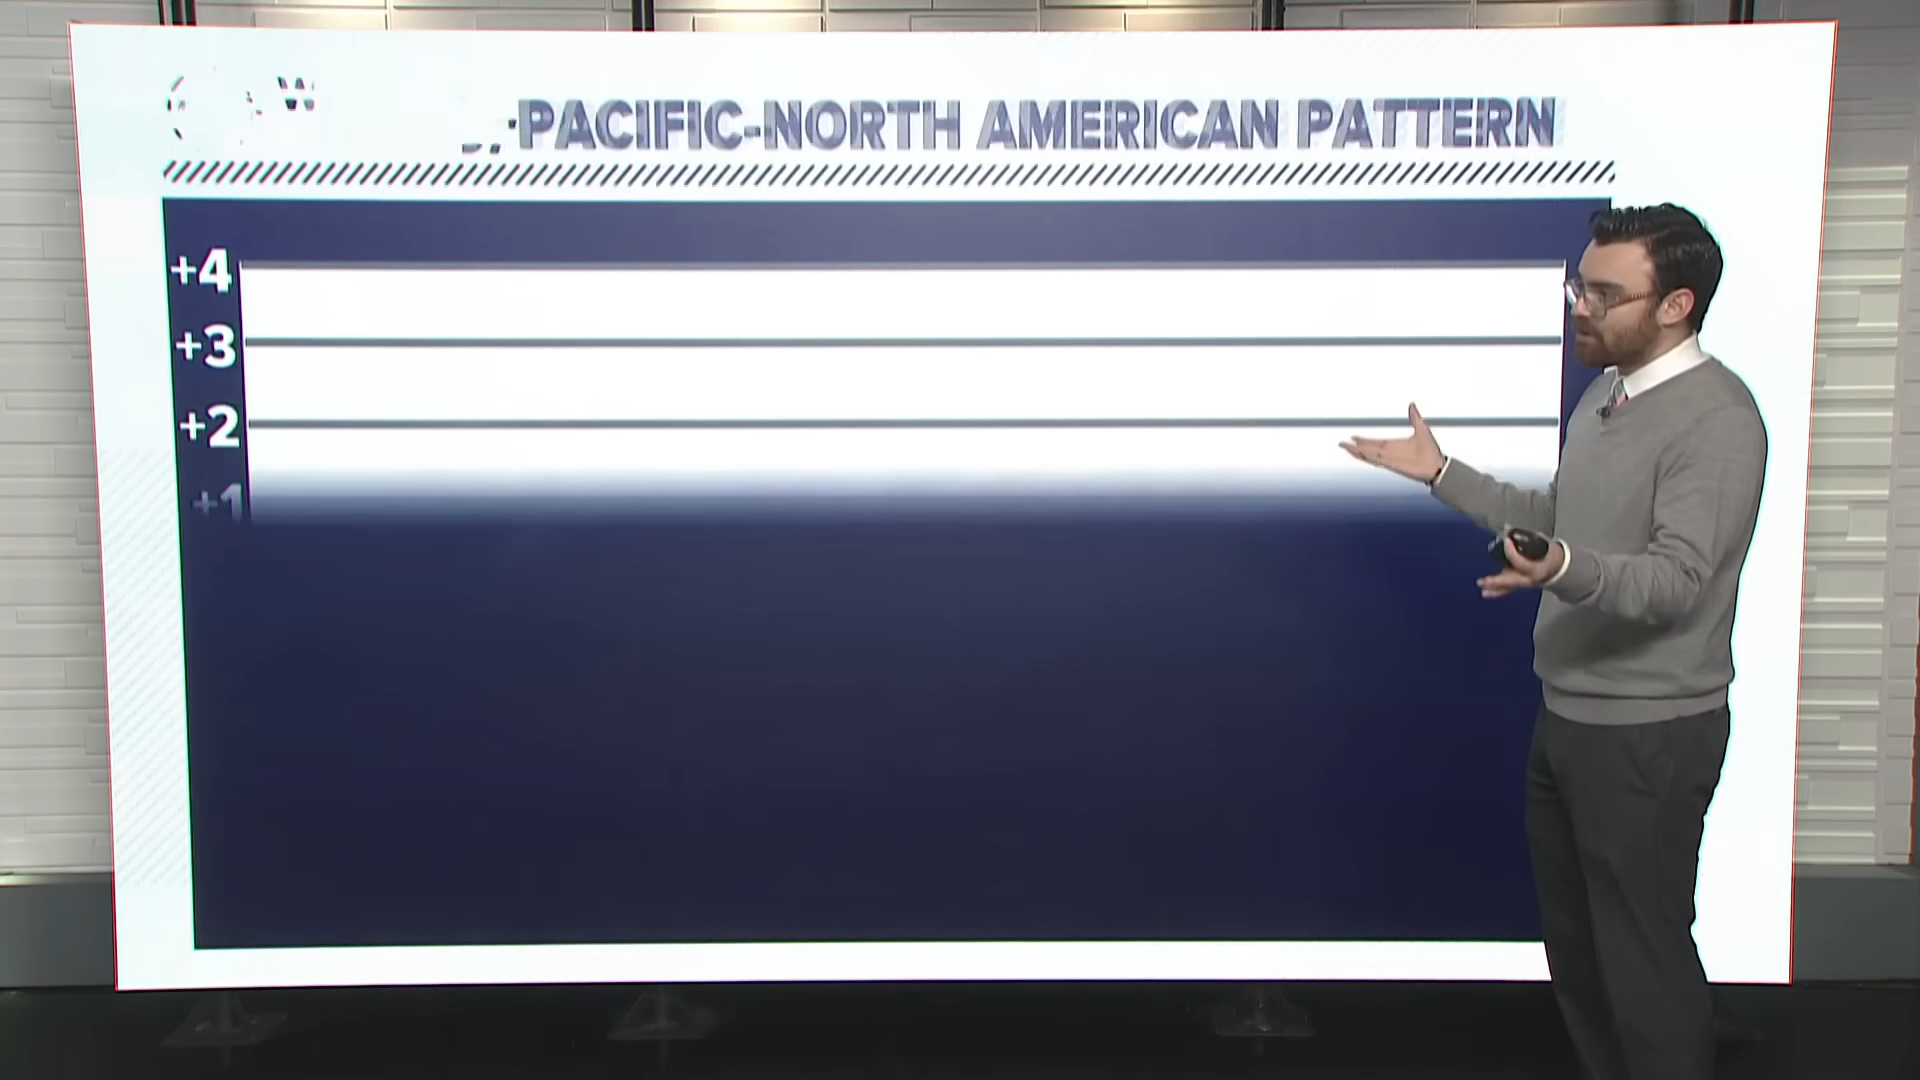 PACIFIC-NORTH AMERICAN PATTERN
+4
+3
+2
+1